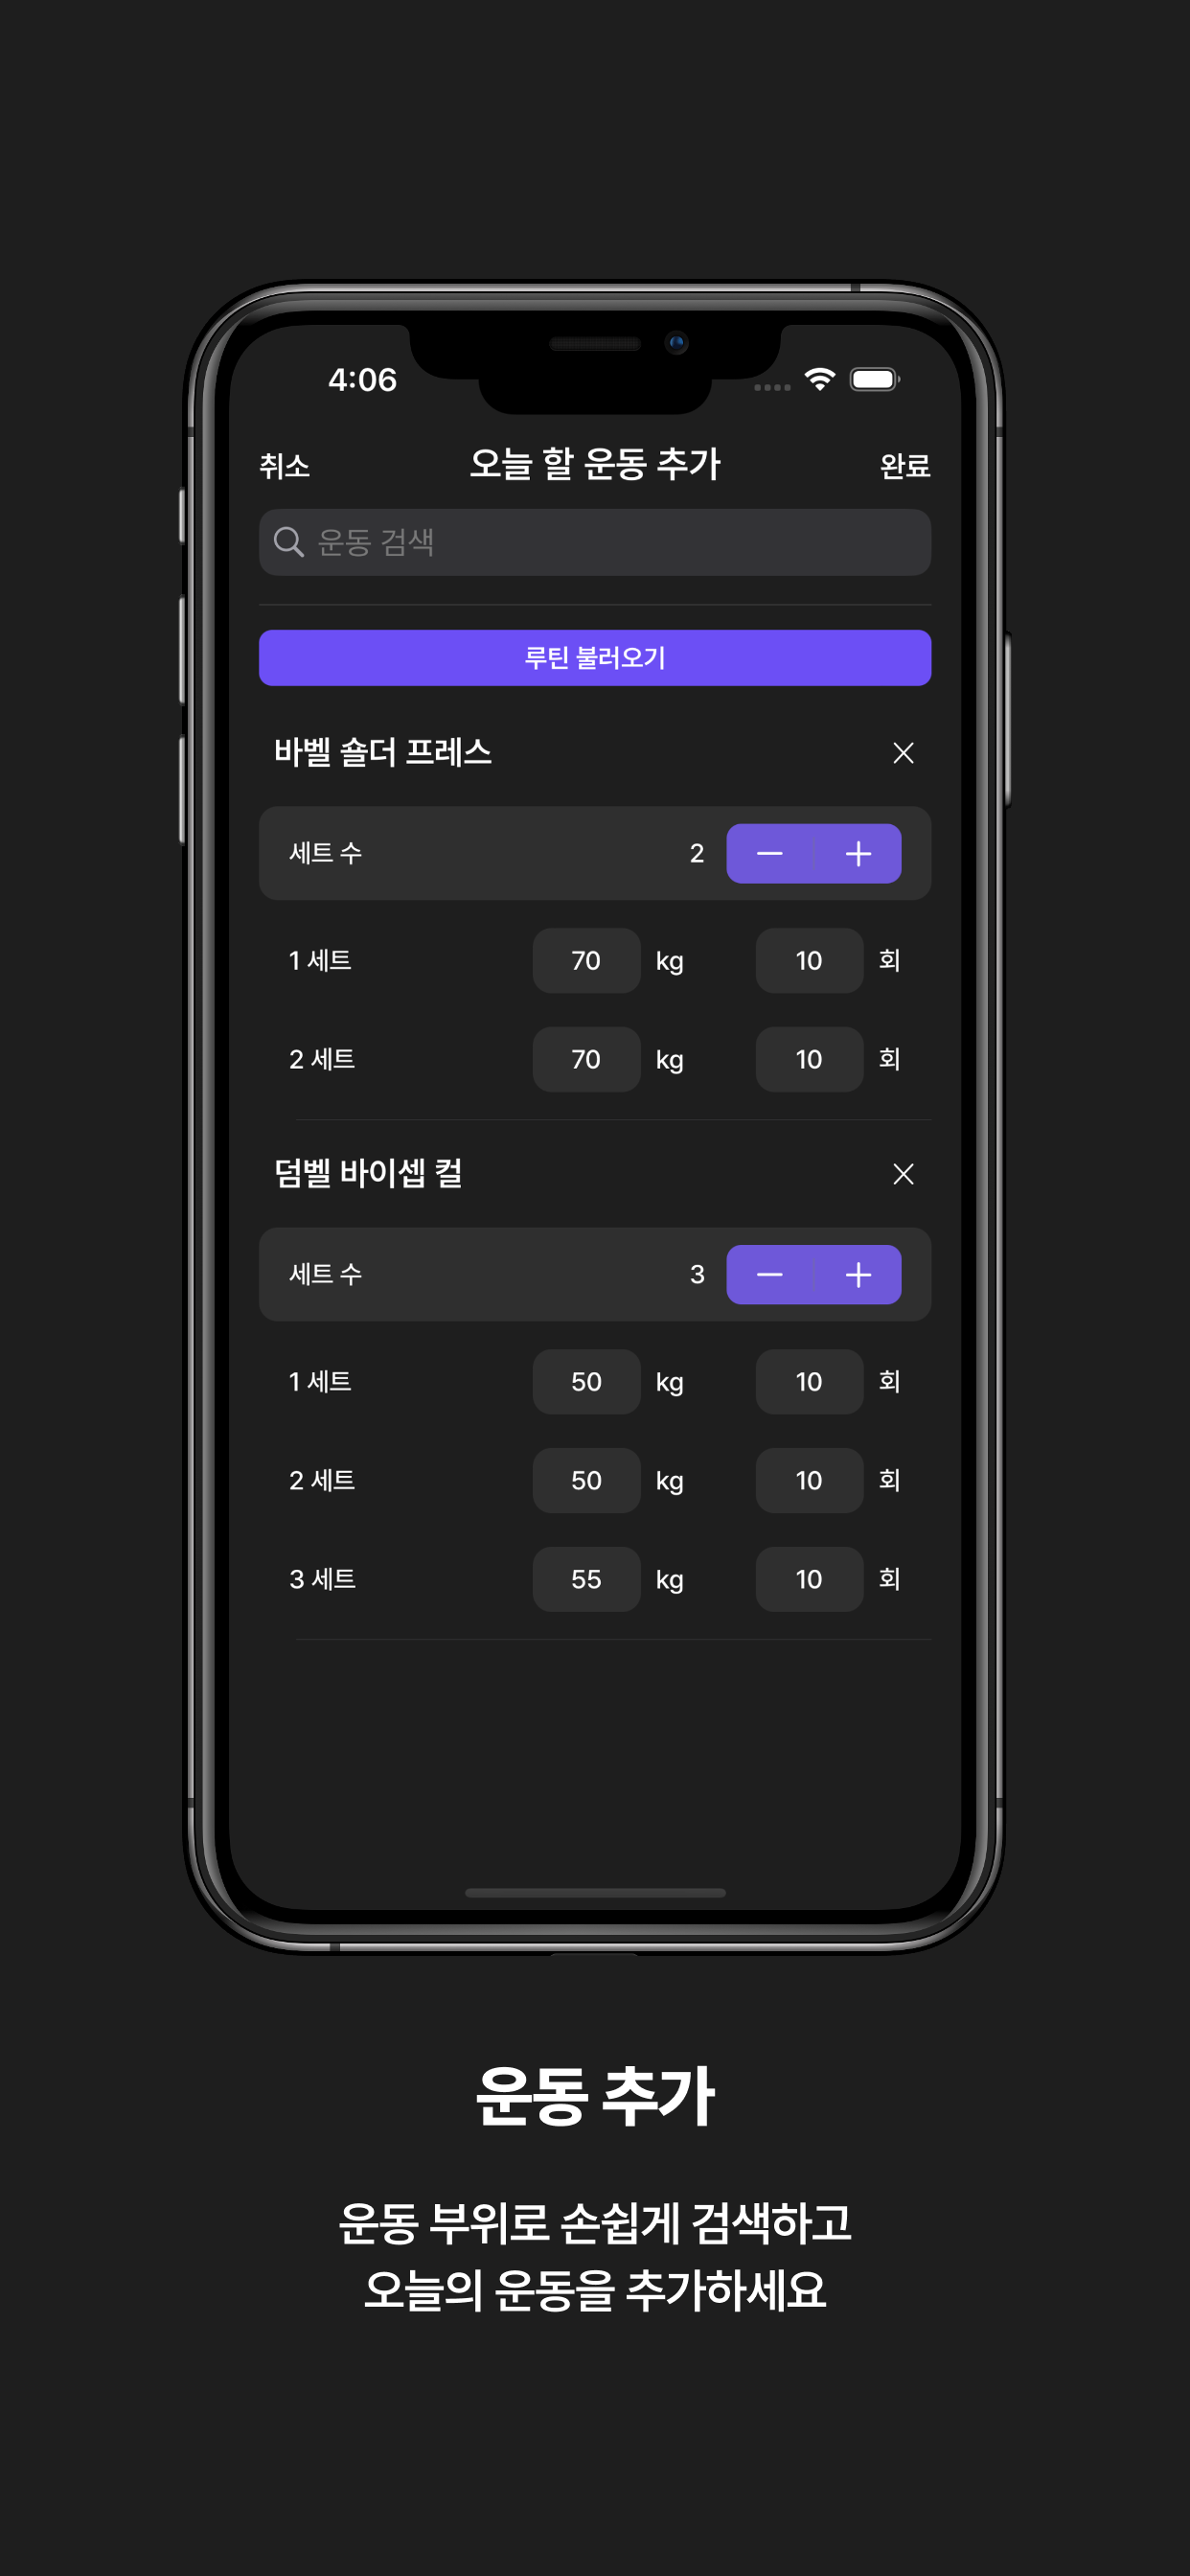 4:06
취소 오늘 할 운동 추가 완료
운동 검색
루틴 불러오기
바벨 숄더 프레스
세트 수 2
1 세트 70 kg 10 회
2 세트 70 kg 10 회
덤벨 바이셉 컬
세트 수 3
1 세트 50 kg 10 회
2 세트 50 kg 10 회
3 세트 55 kg 10 회
운동 추가
운동 부위로 손쉽게 검색하고
오늘의 운동을 추가하세요